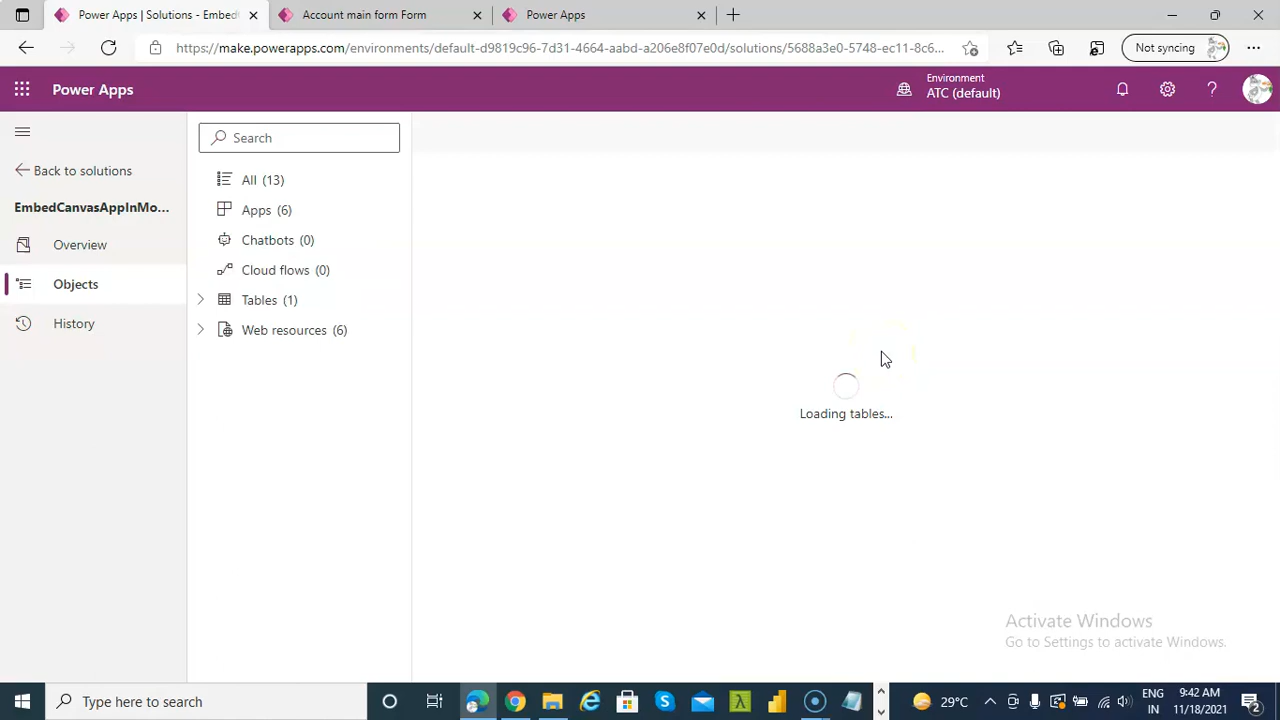 Power Apps | Solutions - Embed
Account main form Form
Power Apps
https://make.powerapps.com/environments/default-d9819c96-7d31-4664-aabd-a206e8f07e0d/solutions/5688a3e0-5748-ec11-8c6...
Not syncing
Power Apps
Environment
ATC (default)
Search
Back to solutions
All (13)
EmbedCanvasAppInMo...
Apps (6)
Overview
Chatbots (0)
Cloud flows (0)
Objects
Tables (1)
History
Web resources (6)
Loading tables...
Activate Windows
Go to Settings to activate Windows.
Type here to search
29°C
ENG
IN
9:42 AM
11/18/2021
2